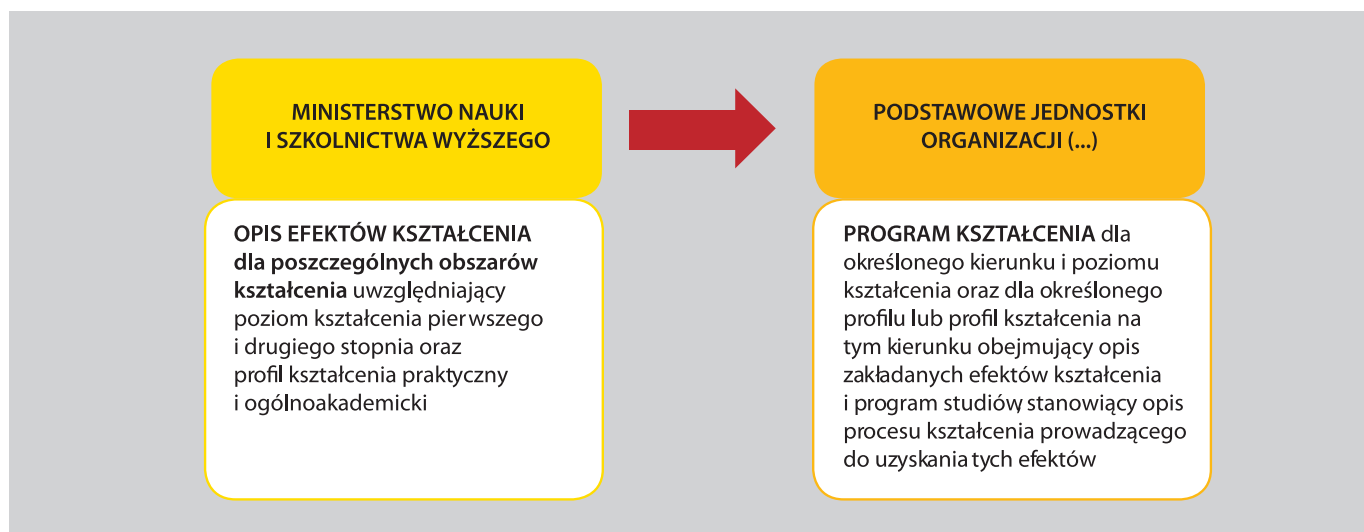 MINISTERSTWO NAUKI
I SZKOLNICTWA WYŻSZEGO
OPIS EFEKTÓW KSZTAŁCENIA
dla poszczególnych obszarów
kształcenia uwzględniający
poziom kształcenia pierwszego
i drugiego stopnia oraz
profil kształcenia praktyczny
i ogólnoakademicki
PODSTAWOWE JEDNOSTKI
ORGANIZACJI (...)
PROGRAM KSZTAŁCENIA dla
określonego kierunku i poziomu
kształcenia oraz dla określonego
profilu lub profil kształcenia na
tym kierunku obejmujący opis
zakładanych efektów kształcenia
i program studiów, stanowiący opis
procesu kształcenia prowadzącego
do uzyskania tych efektów